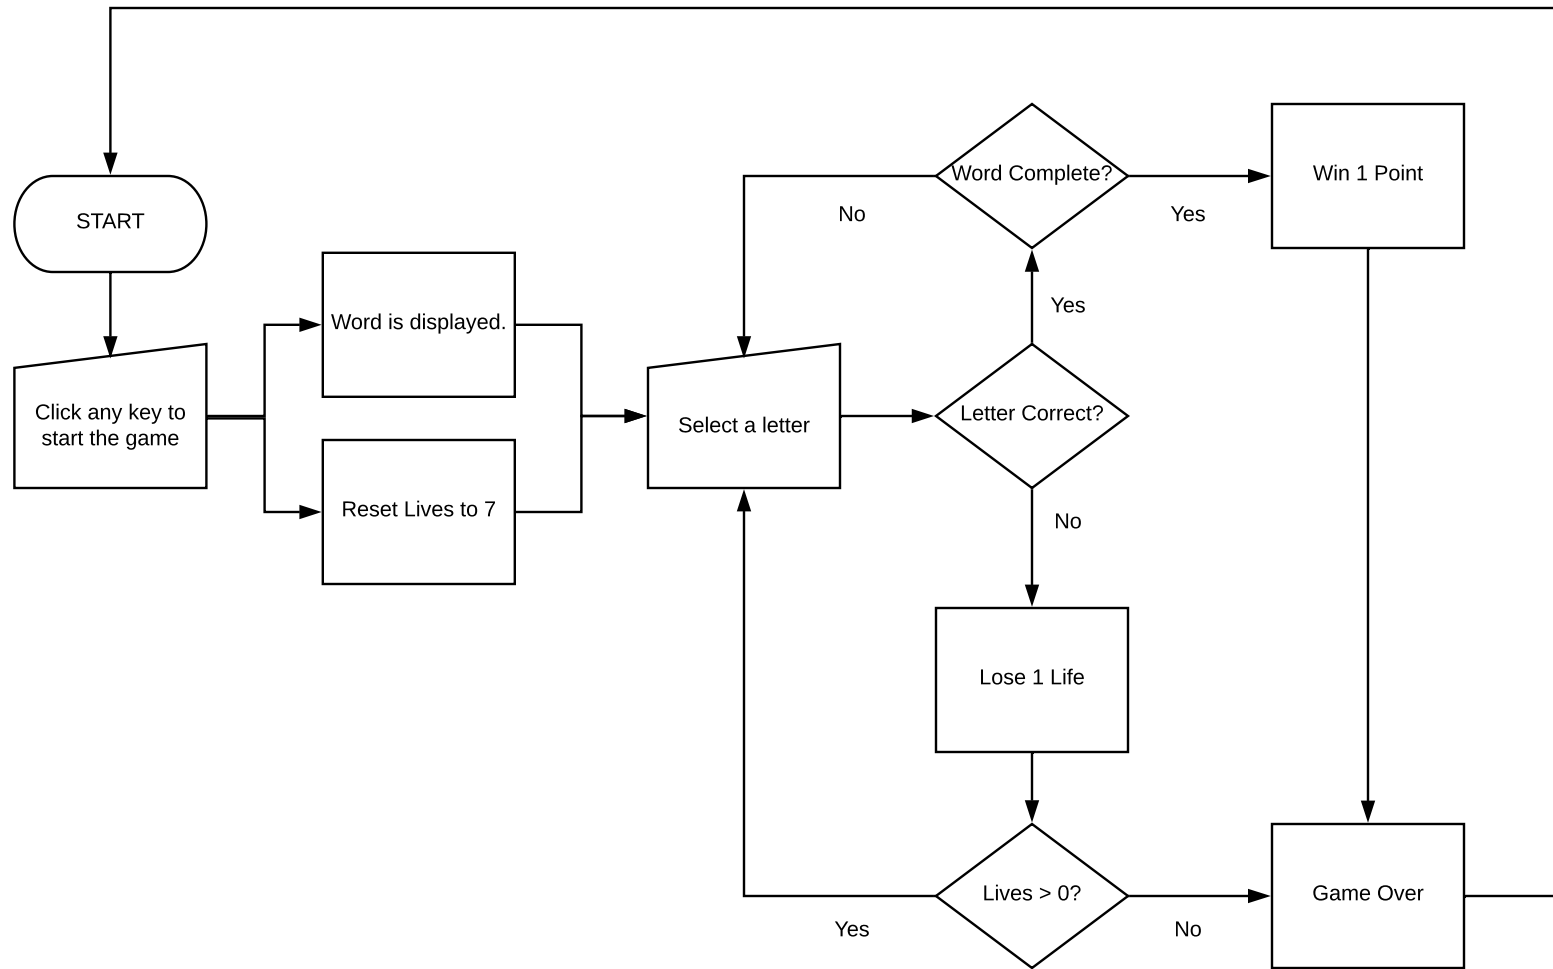 START
Click any key to
start the game
Word is displayed.
Reset Lives to 7
Select a letter
Letter Correct?
Yes
Word Complete?
No
Yes
Win 1 Point
No
Lose 1 Life
Lives > 0?
Yes
No
Game Over